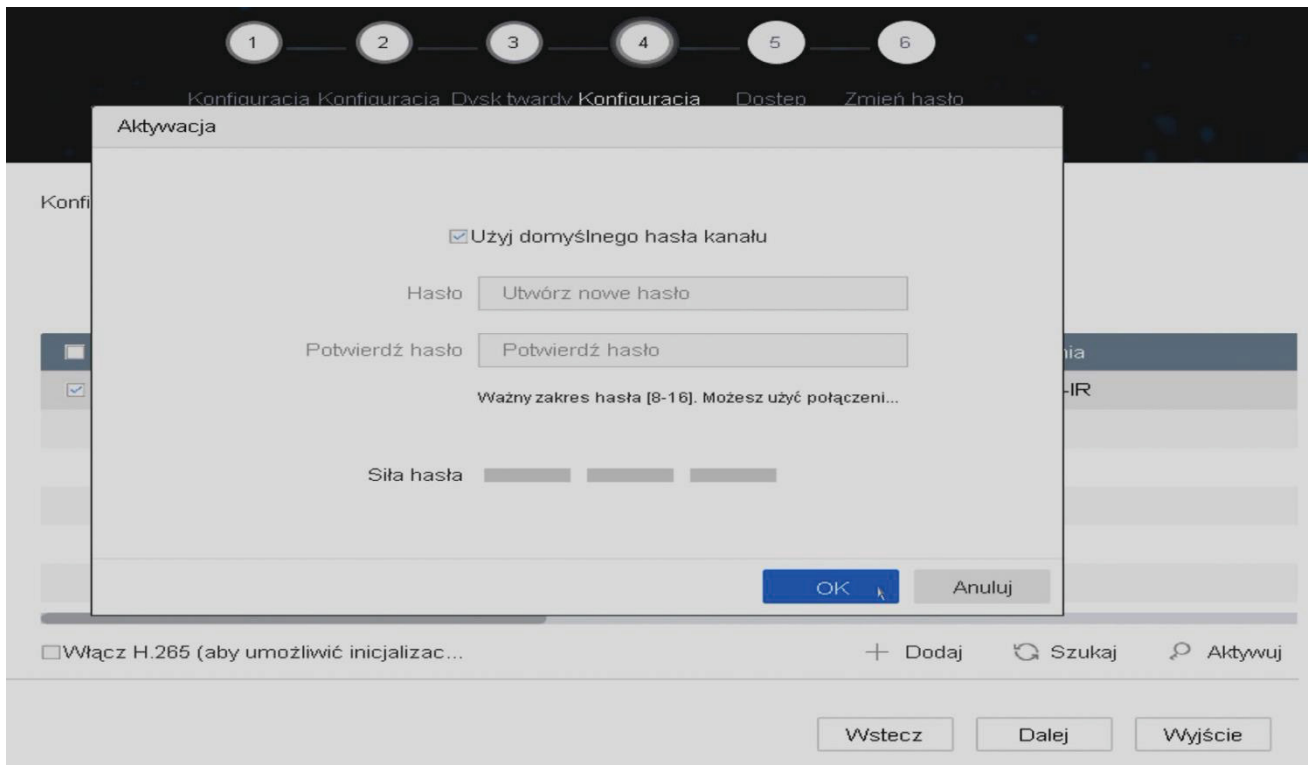 1 2 3 4 5 6
Konfiguracja Konfiguracja Dysk twardy Konfiguracja Dostęp Zmień hasło
Aktywacja
Konfi
Użyj domyślnego hasła kanału
Hasło Utwórz nowe hasło
Potwierdź hasło Potwierdź hasło
nia
-IR
Ważny zakres hasła [8-16]. Możesz użyć połączeni...
Siła hasła
OK Anuluj
Włącz H.265 (aby umożliwić inicjalizac... Dodaj Szukaj Aktywuj
Wstecz Dalej Wyjście